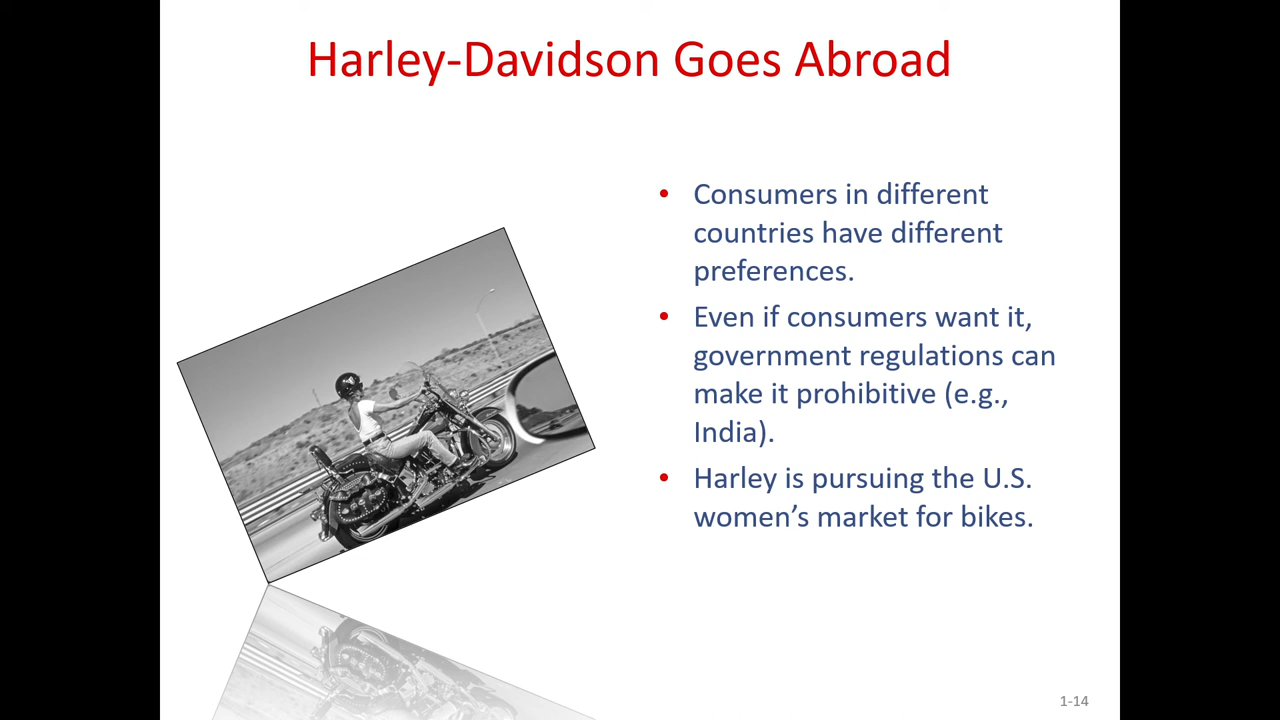 Harley-Davidson Goes Abroad
• Consumers in different
countries have different
preferences.
• Even if consumers want it,
government regulations can
make it prohibitive (e.g.,
India).
• Harley is pursuing the U.S.
women’s market for bikes.
1-14